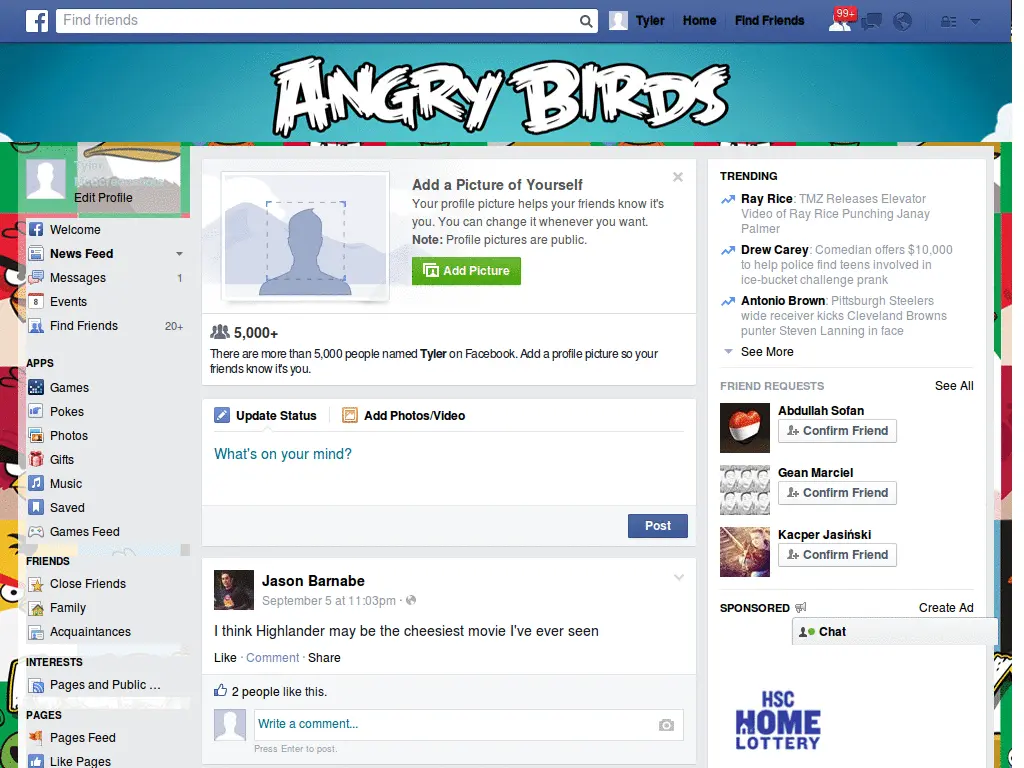 Find friends
Tyler
Home
Find Friends
99+
ANGRY BIRDS
Tyler
Edit Profile
Welcome
News Feed
Messages 1
8
Events
Find Friends 20+
APPS
Games
Pokes
Photos
Gifts
Music
Saved
Games Feed
FRIENDS
Close Friends
Family
Acquaintances
INTERESTS
Pages and Public ...
PAGES
Pages Feed
Like Pages
Add a Picture of Yourself
Your profile picture helps your friends know it's
you. You can change it whenever you want.
Note: Profile pictures are public.
Add Picture
5,000+
There are more than 5,000 people named Tyler on Facebook. Add a profile picture so your
friends know it's you.
Update Status
Add Photos/Video
What's on your mind?
Post
Jason Barnabe
September 5 at 11:03pm ·
I think Highlander may be the cheesiest movie I've ever seen
Like · Comment · Share
2 people like this.
Write a comment...
Press Enter to post.
TRENDING
Ray Rice: TMZ Releases Elevator
Video of Ray Rice Punching Janay
Palmer
Drew Carey: Comedian offers $10,000
to help police find teens involved in
ice-bucket challenge prank
Antonio Brown: Pittsburgh Steelers
wide receiver kicks Cleveland Browns
punter Steven Lanning in face
See More
FRIEND REQUESTS
See All
Abdullah Sofan
Confirm Friend
Gean Marciel
Confirm Friend
Kacper Jasiński
Confirm Friend
SPONSORED
Create Ad
Chat
HSC
HOME
LOTTERY